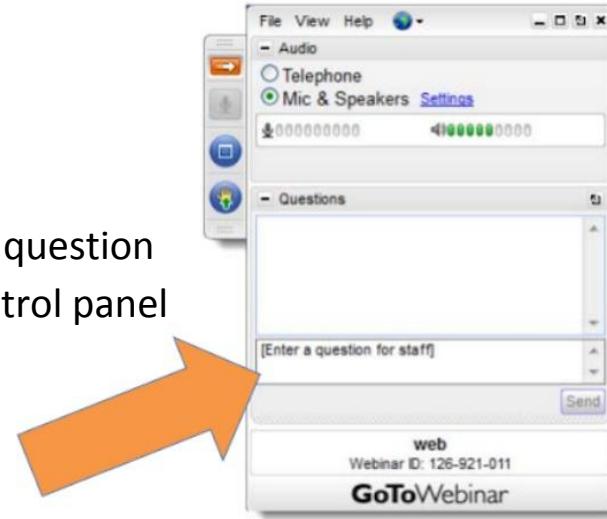 File View Help
Audio
Telephone
Mic & Speakers Settings
Questions
question
trol panel
[Enter a question for staff]
Send
web
Webinar ID: 126-921-011
GoToWebinar